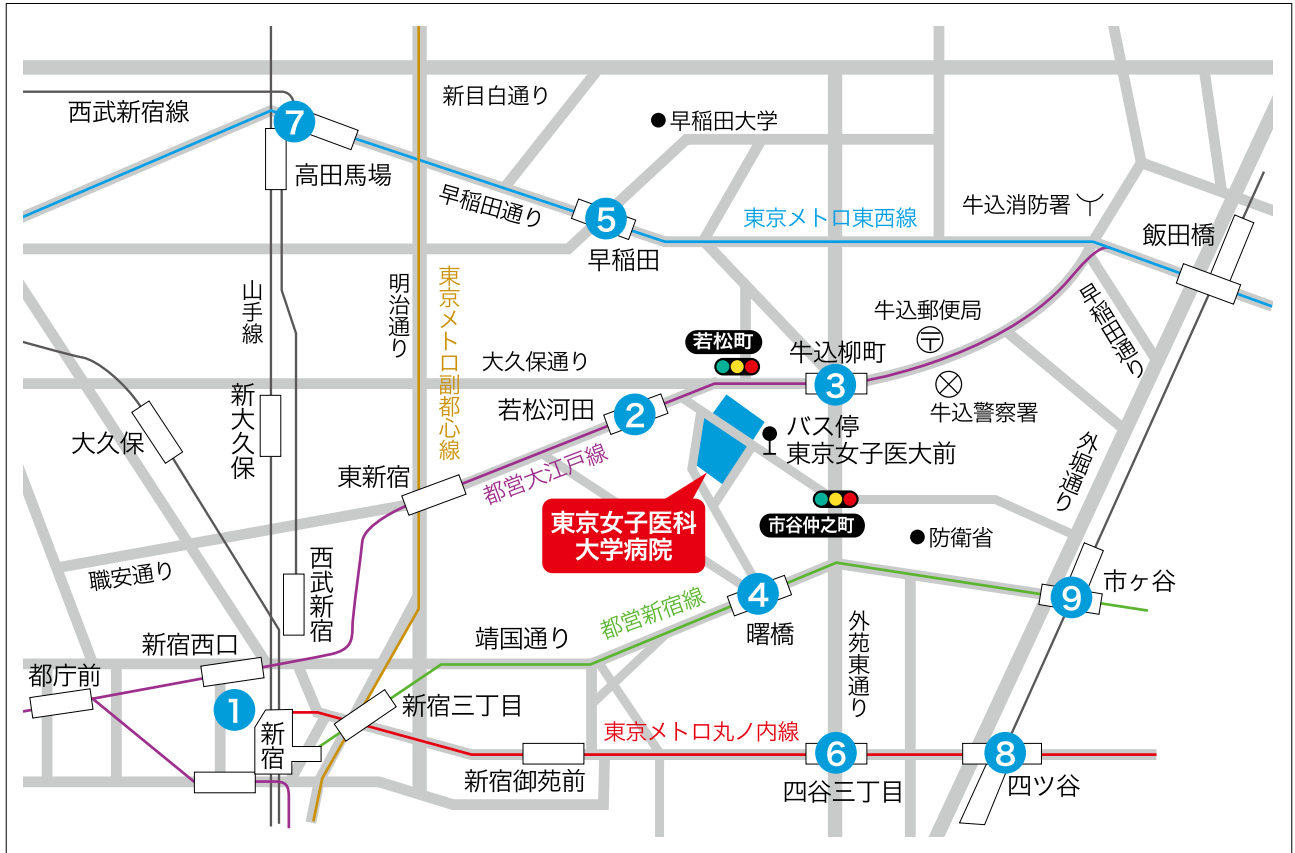 西武新宿線
7
高田馬場
新目白通り
早稲田大学
早稲田通り
5
早稲田
東京メトロ東西線
牛込消防署
飯田橋
山手線
明治通り
東京メトロ副都心線
大久保通り
若松町
牛込柳町
3
牛込郵便局
〒
早稲田通り
牛込警察署
新大久保
大久保
若松河田
2
バス停
東京女子医大前
外堀通り
東新宿
都営大江戸線
東京女子医科
大学病院
市谷仲之町
防衛省
職安通り
西武新宿
4
曙橋
9
市ヶ谷
都営新宿線
靖国通り
外苑東通り
新宿西口
都庁前
1
新宿
新宿三丁目
東京メトロ丸ノ内線
新宿御苑前
6
四谷三丁目
8
四ツ谷